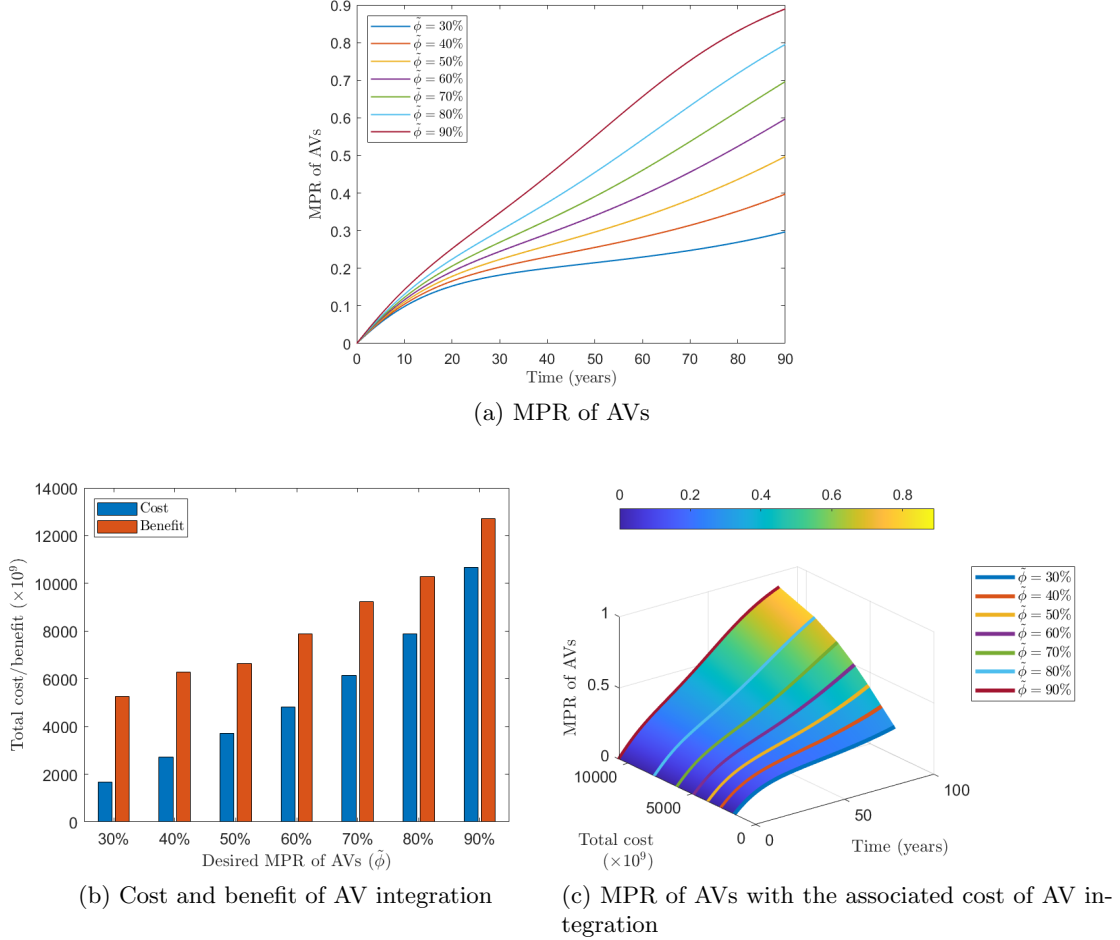 0.9
0.8
0.7
0.6
0.5
0.4
0.3
0.2
0.1
0
MPR of AVs
φ̃ = 30%
φ̃ = 40%
φ̃ = 50%
φ̃ = 60%
φ̃ = 70%
φ̃ = 80%
φ̃ = 90%
0 10 20 30 40 50 60 70 80 90
Time (years)
(a) MPR of AVs
14000
12000
10000
8000
6000
4000
2000
0
Total cost/benefit (×10⁹)
Cost
Benefit
30% 40% 50% 60% 70% 80% 90%
Desired MPR of AVs (φ̃)
(b) Cost and benefit of AV integration
0 0.2 0.4 0.6 0.8
φ̃ = 30%
φ̃ = 40%
φ̃ = 50%
φ̃ = 60%
φ̃ = 70%
φ̃ = 80%
φ̃ = 90%
1
0.5
0
MPR of AVs
10000
5000
0
Total cost
(×10⁹)
0
50
100
Time (years)
(c) MPR of AVs with the associated cost of AV in-
tegration